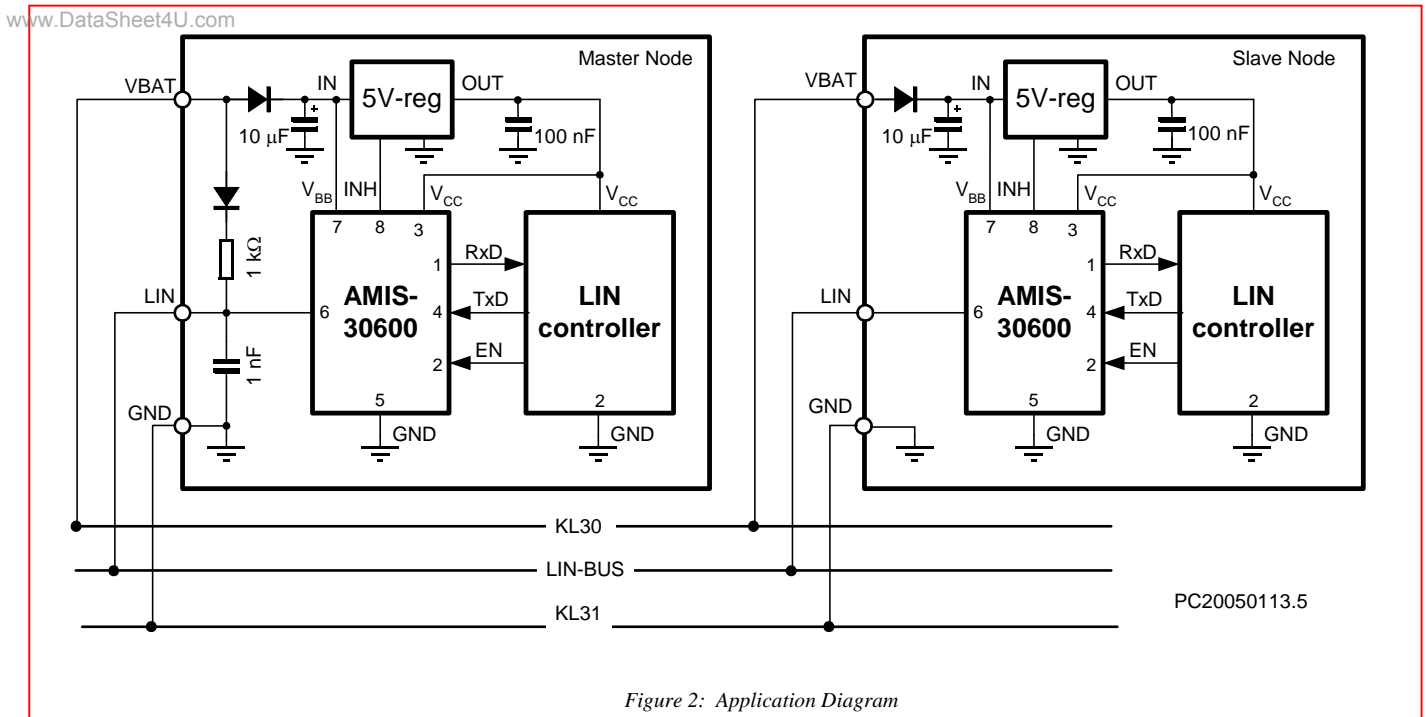 www.DataSheet4U.com
Master Node
VBAT
IN
5V-reg
OUT
10 μF
100 nF
VBB
INH
VCC
VCC
7
8
3
1 kΩ
1
RxD
LIN
6
AMIS-
30600
4
TxD
LIN
controller
2
EN
1 nF
GND
5
GND
2
GND
Slave Node
VBAT
IN
5V-reg
OUT
10 μF
100 nF
VBB
INH
VCC
VCC
7
8
3
1
RxD
LIN
6
AMIS-
30600
4
TxD
LIN
controller
2
EN
GND
5
GND
2
GND
KL30
LIN-BUS
KL31
PC20050113.5
Figure 2: Application Diagram